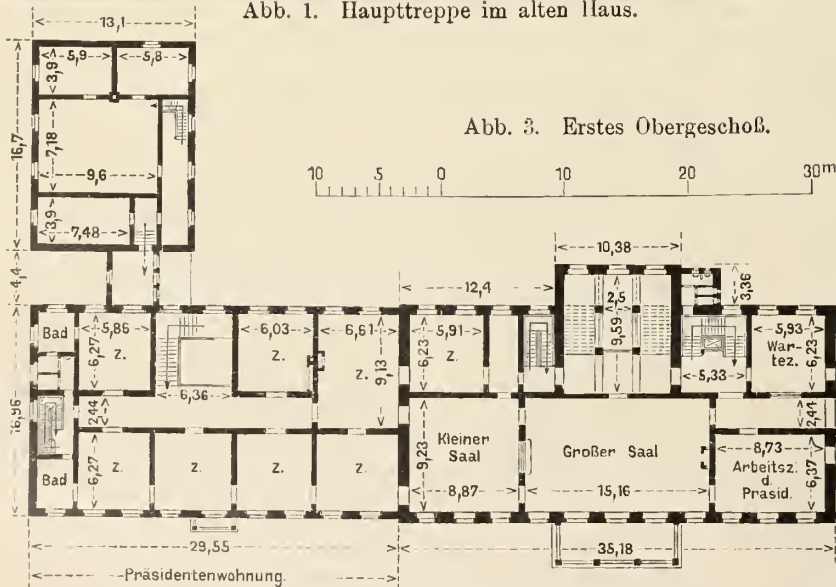 Abb. 1. Haupttreppe im alten Haus.
13,1
5,9 5,8
3,9
16,7
7,18
9,6
3,9
7,48
4,4
Abb. 3. Erstes Obergeschoß.
10 5 0 10 20 30m
10,38
12,4
3,36
2,5
9,59
Bad
5,86
6,27
Z.
6,36
6,03
Z.
6,61
9,13
Z.
5,91
6,23
Z.
5,33
5,93
War-
tez.
6,23
16,96
2,44
2,44
Bad
6,27
Z.
Z.
Z.
Z.
Kleiner
Saal
9,23
8,87
Großer Saal
15,16
8,73
Arbeitsz.
d.
Präsid.
6,37
29,55
35,18
Präsidentenwohnung.